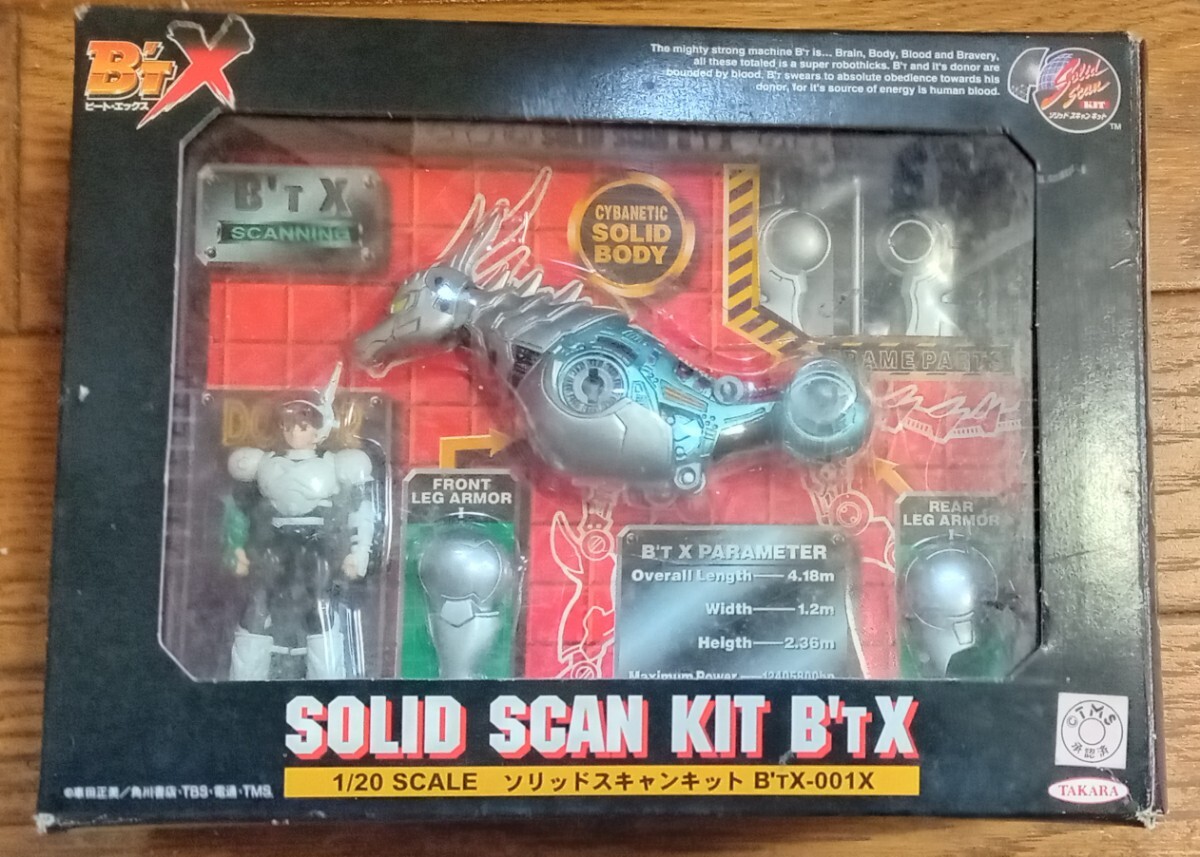 B'TX
ビート・エックス
The mighty strong machine B'T is... Brain, Body, Blood and Bravery,
all these totaled is a super robothicks. B'T and it's donor are
bounded by blood. B'T swears to absolute obedience towards his
donor, for it's source of energy is human blood.
Solid
Scan
KIT
ソリッドスキャンキット
TM
B'T X
SCANNING
CYBANETIC
SOLID
BODY
FRAME PARTS
FRONT
LEG ARMOR
REAR
LEG ARMOR
B'T X PARAMETER
Overall Length 4.18m
Width 1.2m
Heigth 2.36m
Maximum Power
SOLID SCAN KIT B'TX
1/20 SCALE ソリッドスキャンキット B'TX-001X
©車田正美／角川書店・TBS・電通・TMS.
©TMS
承認済
TAKARA